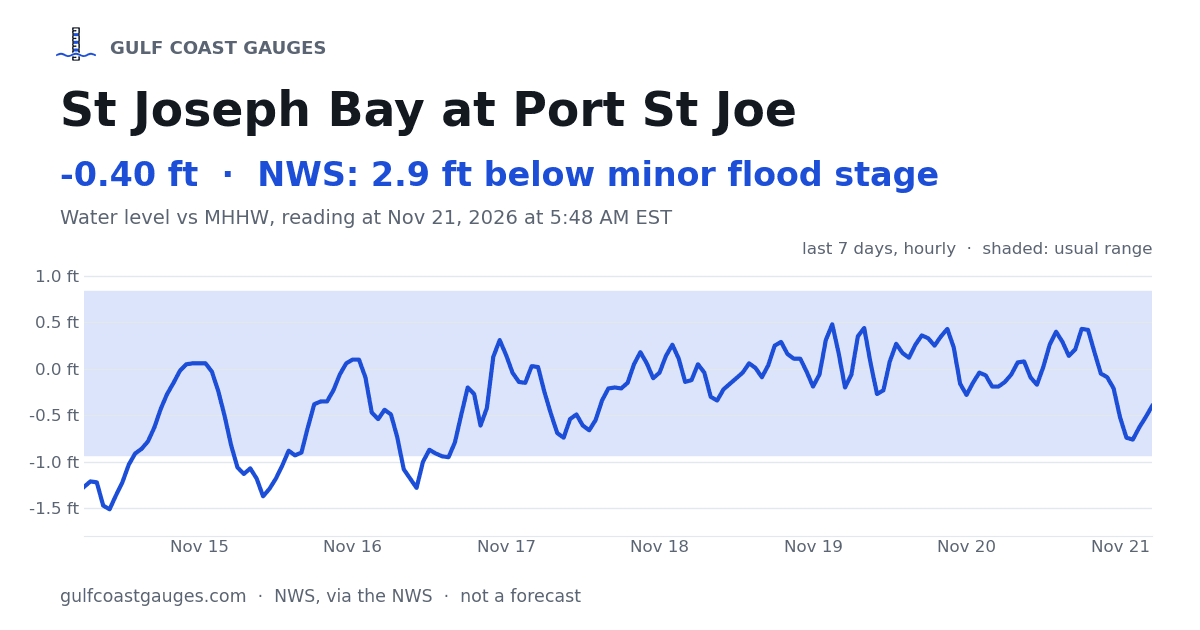 GULF COAST GAUGES
St Joseph Bay at Port St Joe
-0.40 ft · NWS: 2.9 ft below minor flood stage
Water level vs MHHW, reading at Nov 21, 2026 at 5:48 AM EST
last 7 days, hourly · shaded: usual range
1.0 ft
0.5 ft
0.0 ft
-0.5 ft
-1.0 ft
-1.5 ft
Nov 15 Nov 16 Nov 17 Nov 18 Nov 19 Nov 20 Nov 21
gulfcoastgauges.com · NWS, via the NWS · not a forecast